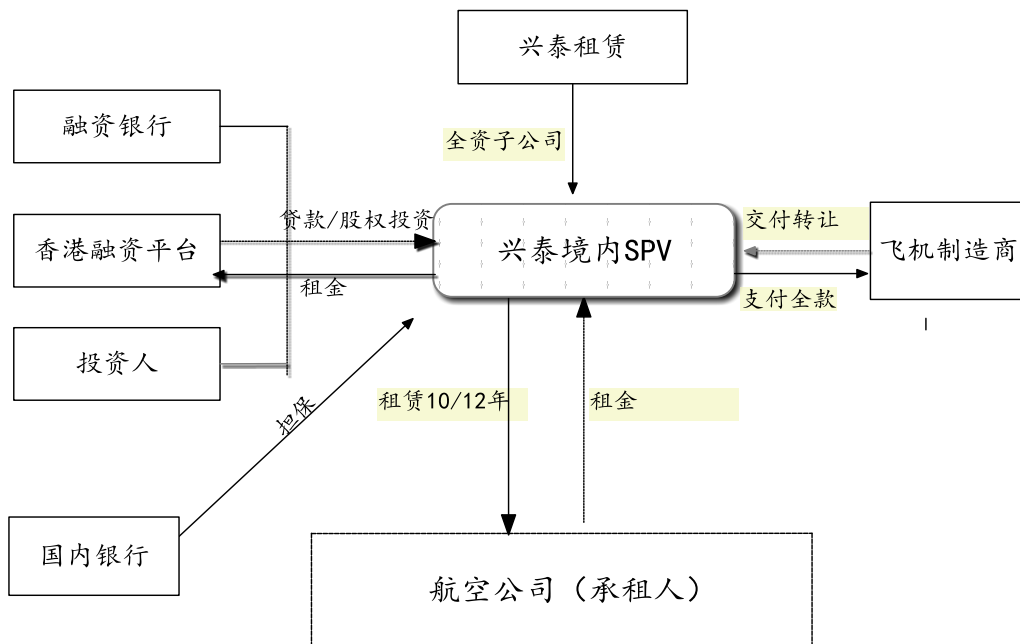 兴泰租赁
融资银行
全资子公司
贷款/股权投资
交付转让
香港融资平台
兴泰境内SPV
飞机制造商
租金
支付全款
投资人
租赁10/12年
租金
担保
国内银行
航空公司（承租人）